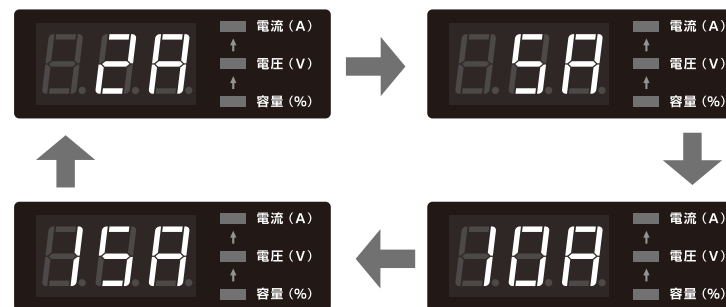 2A
電流（A）
電圧（V）
容量（%）
5A
電流（A）
電圧（V）
容量（%）
15A
電流（A）
電圧（V）
容量（%）
10A
電流（A）
電圧（V）
容量（%）